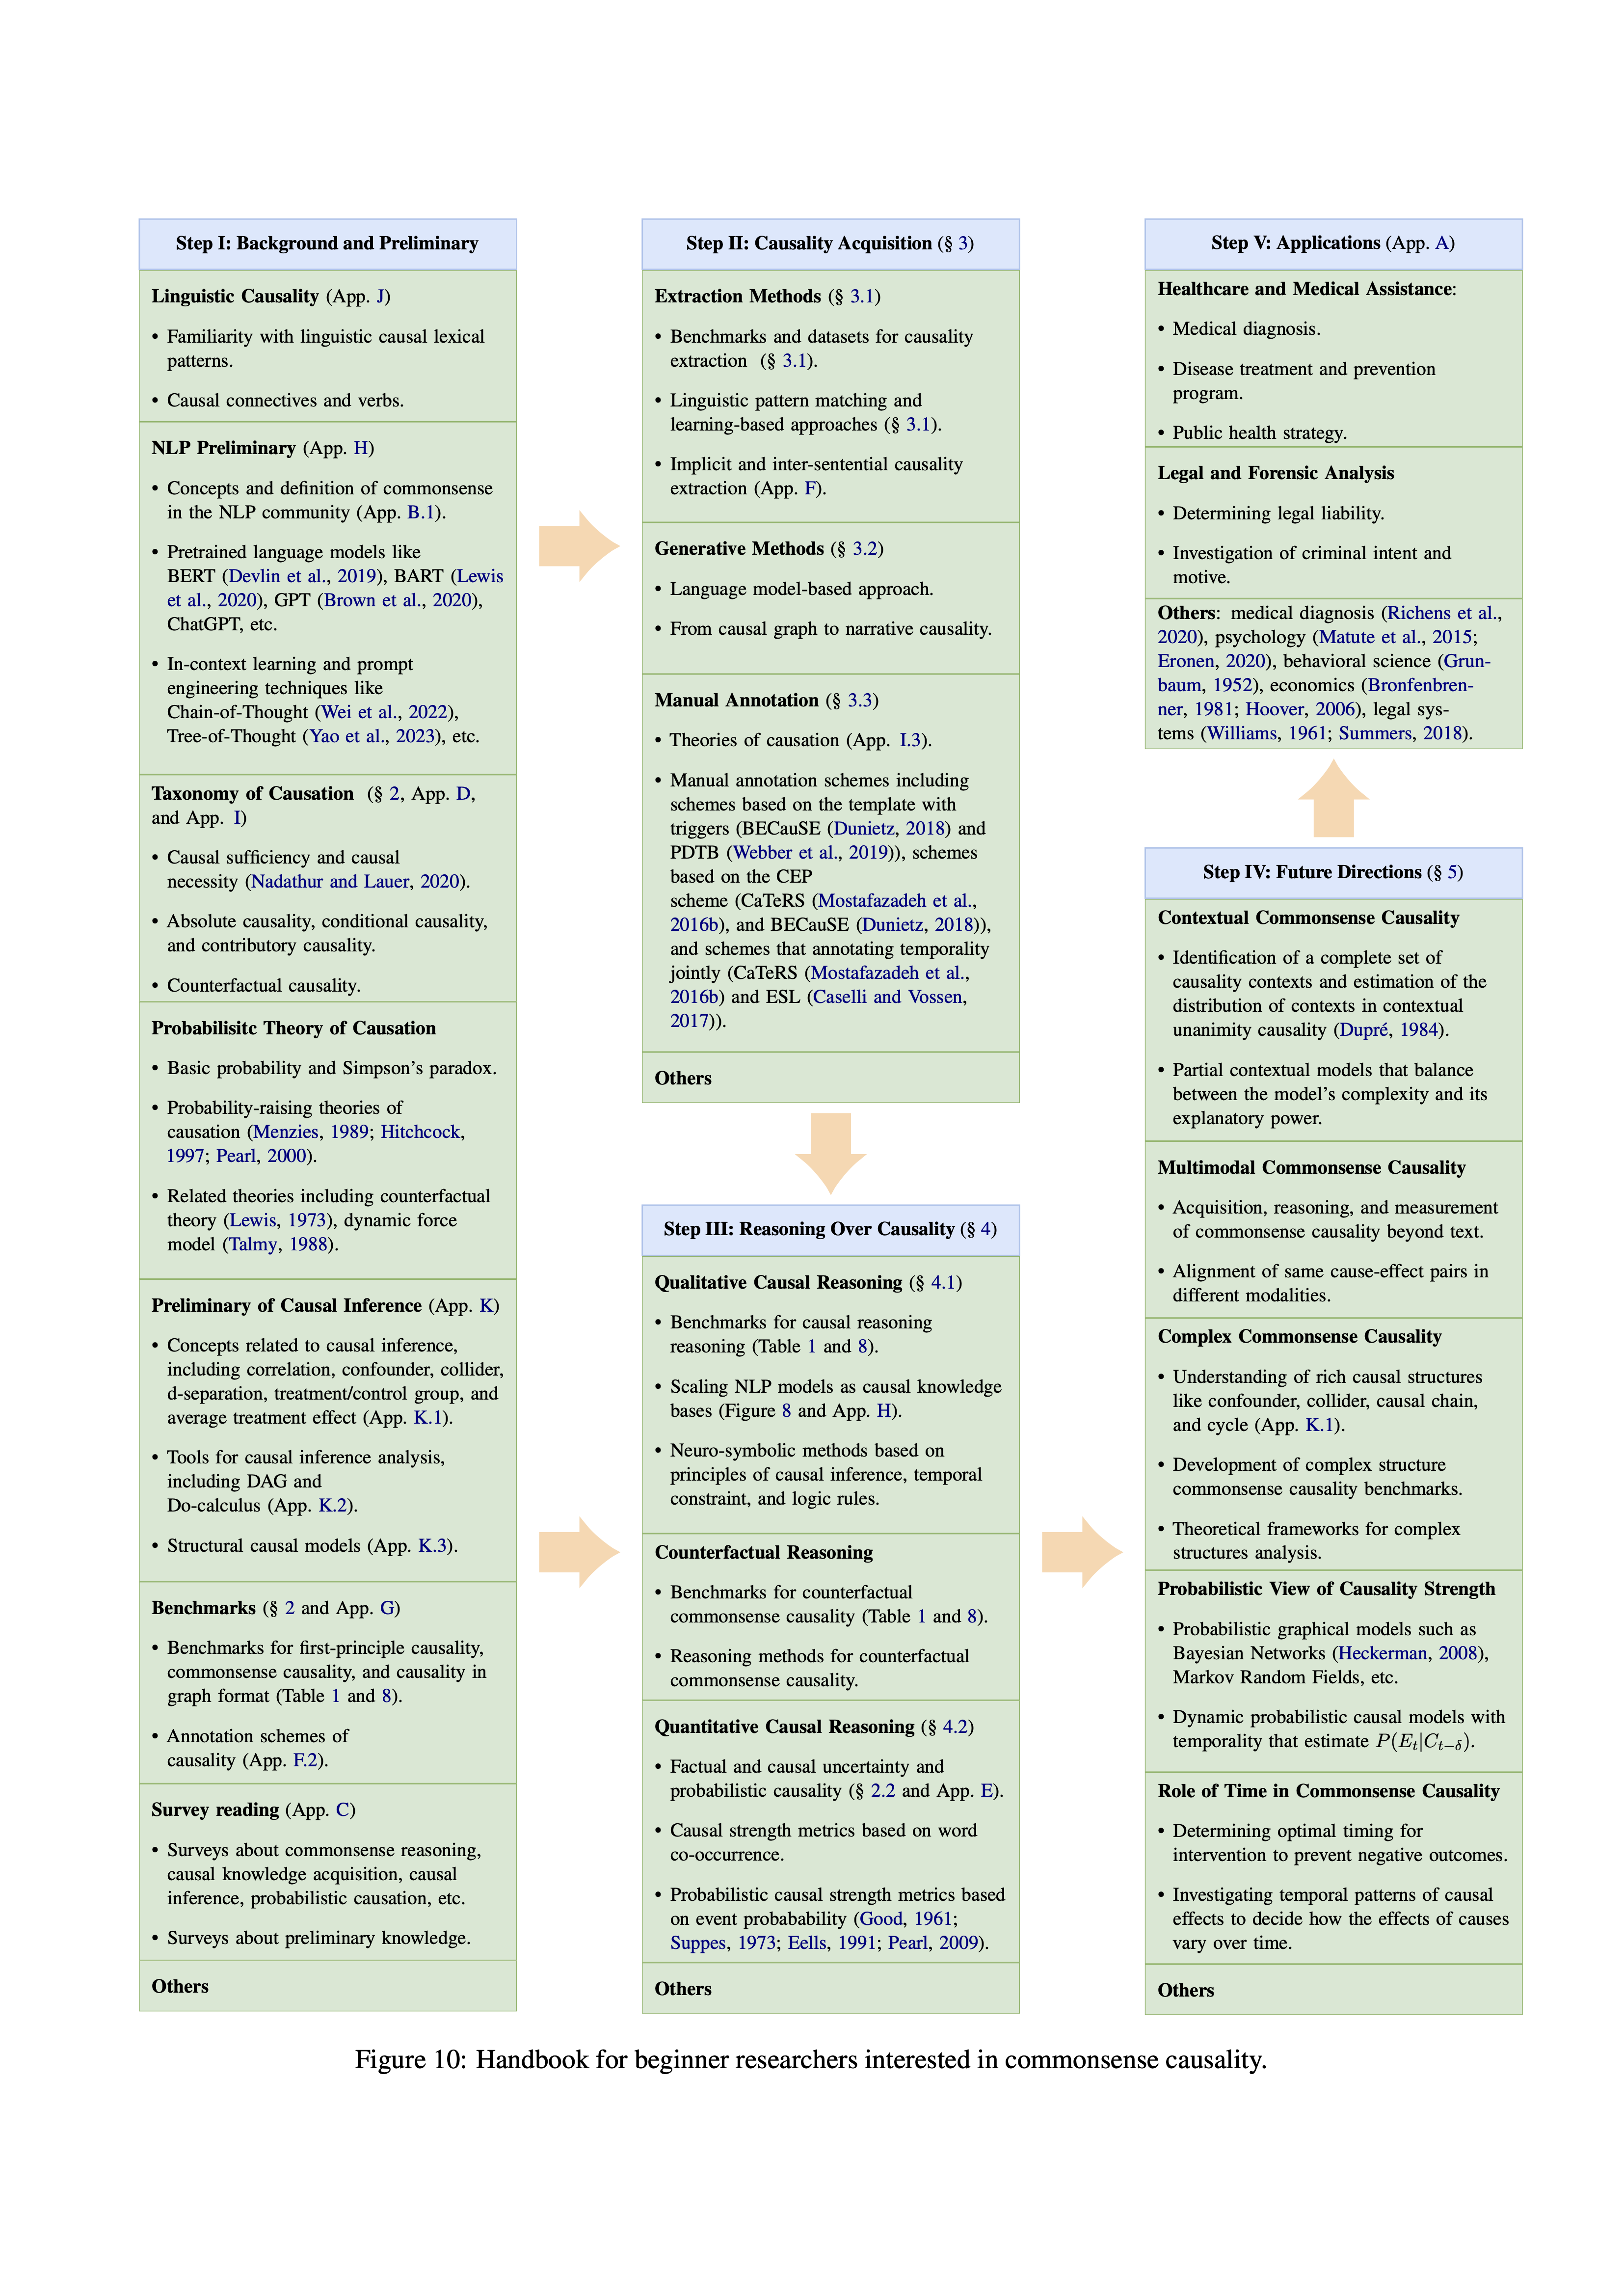 Step I: Background and Preliminary
Linguistic Causality (App. J)
• Familiarity with linguistic causal lexical
patterns.
• Causal connectives and verbs.
NLP Preliminary (App. H)
• Concepts and definition of commonsense
in the NLP community (App. B.1).
• Pretrained language models like
BERT (Devlin et al., 2019), BART (Lewis
et al., 2020), GPT (Brown et al., 2020),
ChatGPT, etc.
• In-context learning and prompt
engineering techniques like
Chain-of-Thought (Wei et al., 2022),
Tree-of-Thought (Yao et al., 2023), etc.
Taxonomy of Causation (§ 2, App. D,
and App. I)
• Causal sufficiency and causal
necessity (Nadathur and Lauer, 2020).
• Absolute causality, conditional causality,
and contributory causality.
• Counterfactual causality.
Probabilisitc Theory of Causation
• Basic probability and Simpson's paradox.
• Probability-raising theories of
causation (Menzies, 1989; Hitchcock,
1997; Pearl, 2000).
• Related theories including counterfactual
theory (Lewis, 1973), dynamic force
model (Talmy, 1988).
Preliminary of Causal Inference (App. K)
• Concepts related to causal inference,
including correlation, confounder, collider,
d-separation, treatment/control group, and
average treatment effect (App. K.1).
• Tools for causal inference analysis,
including DAG and
Do-calculus (App. K.2).
• Structural causal models (App. K.3).
Benchmarks (§ 2 and App. G)
• Benchmarks for first-principle causality,
commonsense causality, and causality in
graph format (Table 1 and 8).
• Annotation schemes of
causality (App. F.2).
Survey reading (App. C)
• Surveys about commonsense reasoning,
causal knowledge acquisition, causal
inference, probabilistic causation, etc.
• Surveys about preliminary knowledge.
Others
Step II: Causality Acquisition (§ 3)
Extraction Methods (§ 3.1)
• Benchmarks and datasets for causality
extraction (§ 3.1).
• Linguistic pattern matching and
learning-based approaches (§ 3.1).
• Implicit and inter-sentential causality
extraction (App. F).
Generative Methods (§ 3.2)
• Language model-based approach.
• From causal graph to narrative causality.
Manual Annotation (§ 3.3)
• Theories of causation (App. I.3).
• Manual annotation schemes including
schemes based on the template with
triggers (BECauSE (Dunietz, 2018) and
PDTB (Webber et al., 2019)), schemes
based on the CEP
scheme (CaTeRS (Mostafazadeh et al.,
2016b), and BECauSE (Dunietz, 2018)),
and schemes that annotating temporality
jointly (CaTeRS (Mostafazadeh et al.,
2016b) and ESL (Caselli and Vossen,
2017)).
Others
Step III: Reasoning Over Causality (§ 4)
Qualitative Causal Reasoning (§ 4.1)
• Benchmarks for causal reasoning
reasoning (Table 1 and 8).
• Scaling NLP models as causal knowledge
bases (Figure 8 and App. H).
• Neuro-symbolic methods based on
principles of causal inference, temporal
constraint, and logic rules.
Counterfactual Reasoning
• Benchmarks for counterfactual
commonsense causality (Table 1 and 8).
• Reasoning methods for counterfactual
commonsense causality.
Quantitative Causal Reasoning (§ 4.2)
• Factual and causal uncertainty and
probabilistic causality (§ 2.2 and App. E).
• Causal strength metrics based on word
co-occurrence.
• Probabilistic causal strength metrics based
on event probabability (Good, 1961;
Suppes, 1973; Eells, 1991; Pearl, 2009).
Others
Step V: Applications (App. A)
Healthcare and Medical Assistance:
• Medical diagnosis.
• Disease treatment and prevention
program.
• Public health strategy.
Legal and Forensic Analysis
• Determining legal liability.
• Investigation of criminal intent and
motive.
Others: medical diagnosis (Richens et al.,
2020), psychology (Matute et al., 2015;
Eronen, 2020), behavioral science (Grun-
baum, 1952), economics (Bronfenbren-
ner, 1981; Hoover, 2006), legal sys-
tems (Williams, 1961; Summers, 2018).
Step IV: Future Directions (§ 5)
Contextual Commonsense Causality
• Identification of a complete set of
causality contexts and estimation of the
distribution of contexts in contextual
unanimity causality (Dupré, 1984).
• Partial contextual models that balance
between the model's complexity and its
explanatory power.
Multimodal Commonsense Causality
• Acquisition, reasoning, and measurement
of commonsense causality beyond text.
• Alignment of same cause-effect pairs in
different modalities.
Complex Commonsense Causality
• Understanding of rich causal structures
like confounder, collider, causal chain,
and cycle (App. K.1).
• Development of complex structure
commonsense causality benchmarks.
• Theoretical frameworks for complex
structures analysis.
Probabilistic View of Causality Strength
• Probabilistic graphical models such as
Bayesian Networks (Heckerman, 2008),
Markov Random Fields, etc.
• Dynamic probabilistic causal models with
temporality that estimate P(E_t|C_{t−δ}).
Role of Time in Commonsense Causality
• Determining optimal timing for
intervention to prevent negative outcomes.
• Investigating temporal patterns of causal
effects to decide how the effects of causes
vary over time.
Others
Figure 10: Handbook for beginner researchers interested in commonsense causality.